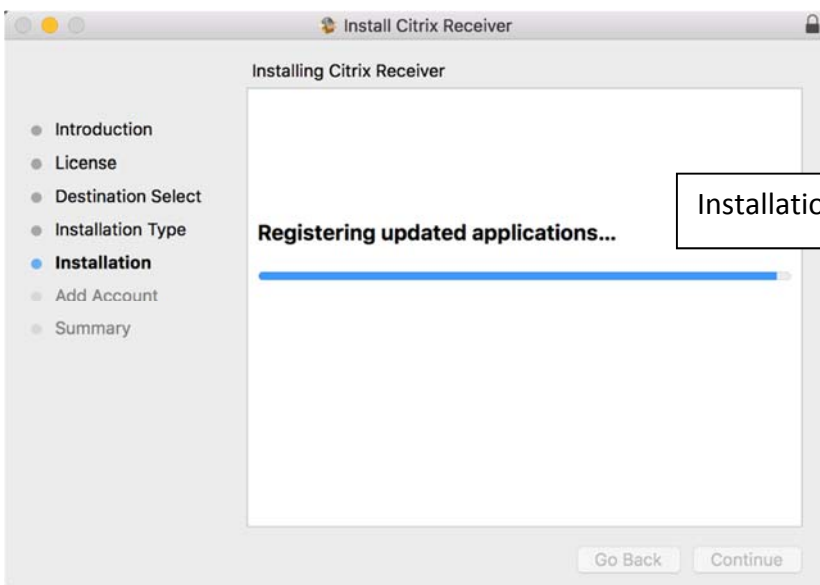 Install Citrix Receiver
Installing Citrix Receiver
Introduction
License
Destination Select
Installation Type
Installation
Add Account
Summary
Registering updated applications...
Go Back
Continue